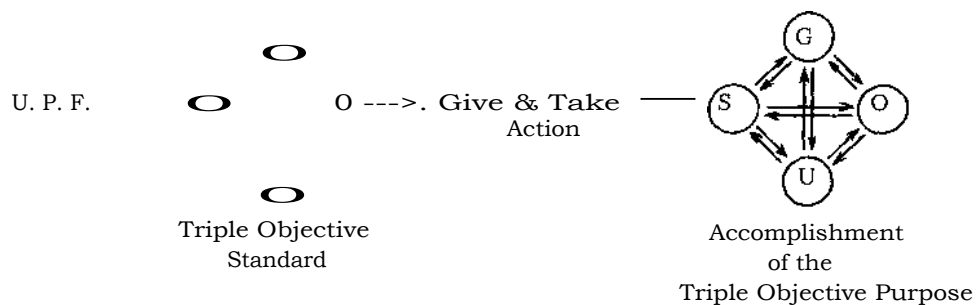 G
U. P. F. O O --->. Give & Take S O
Action
U
Triple Objective
Standard
Accomplishment
of the
Triple Objective Purpose